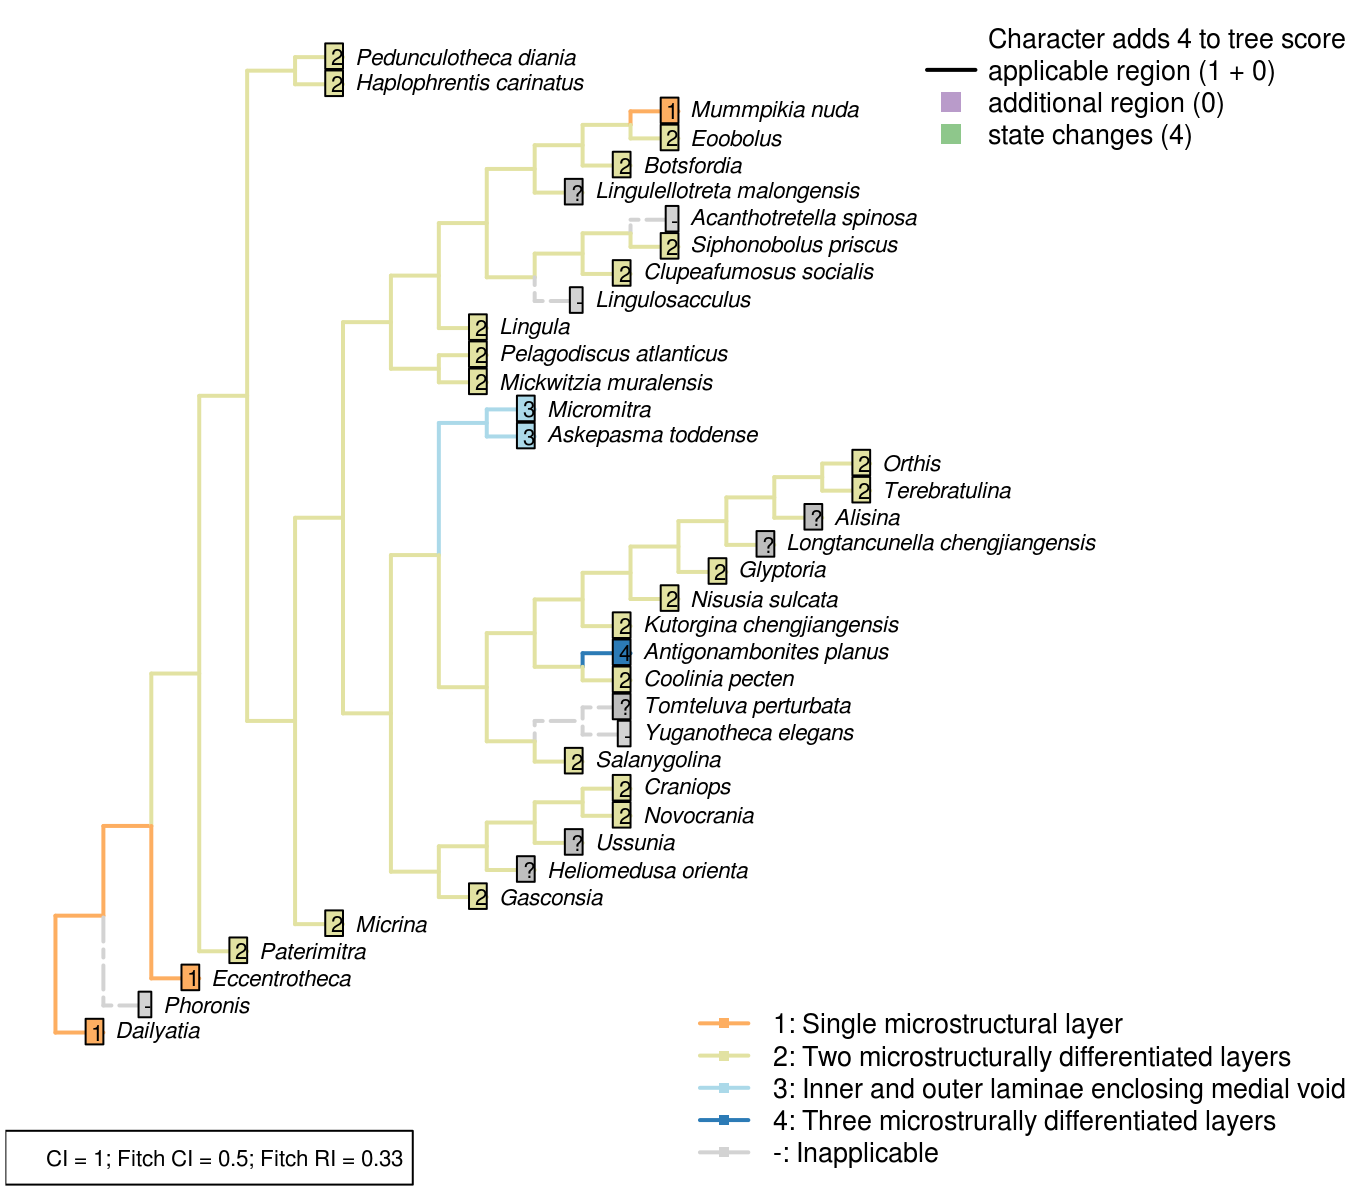 Character adds 4 to tree score
applicable region (1 + 0)
additional region (0)
state changes (4)
2 Pedunculotheca diania
2 Haplophrentis carinatus
1 Mummpikia nuda
2 Eoobolus
2 Botsfordia
? Lingulellotreta malongensis
- Acanthotretella spinosa
2 Siphonobolus priscus
2 Clupeafumosus socialis
- Lingulosacculus
2 Lingula
2 Pelagodiscus atlanticus
2 Mickwitzia muralensis
3 Micromitra
3 Askepasma toddense
2 Orthis
2 Terebratulina
? Alisina
? Longtancunella chengjiangensis
2 Glyptoria
2 Nisusia sulcata
2 Kutorgina chengjiangensis
4 Antigonambonites planus
2 Coolinia pecten
? Tomteluva perturbata
- Yuganotheca elegans
2 Salanygolina
2 Craniops
2 Novocrania
? Ussunia
? Heliomedusa orienta
2 Gasconsia
2 Micrina
2 Paterimitra
1 Eccentrotheca
- Phoronis
1 Dailyatia
1: Single microstructural layer
2: Two microstructurally differentiated layers
3: Inner and outer laminae enclosing medial void
4: Three microstrurally differentiated layers
-: Inapplicable
CI = 1; Fitch CI = 0.5; Fitch RI = 0.33